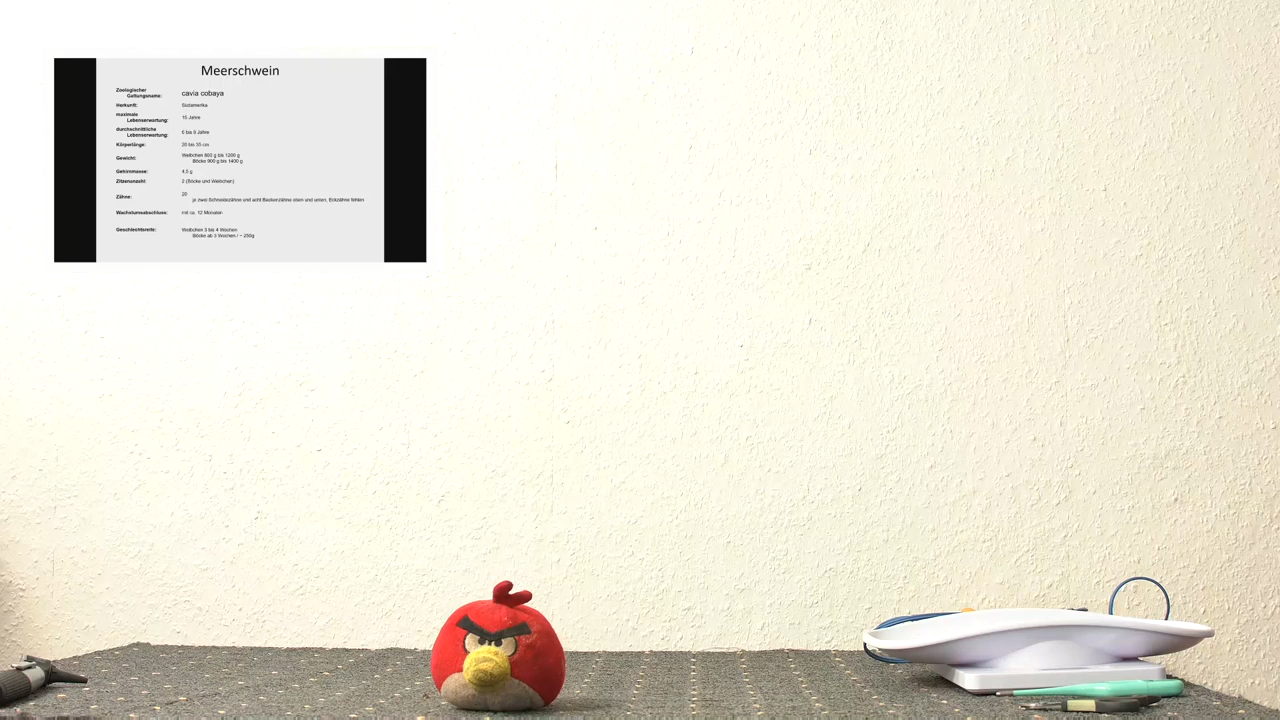 Meerschwein
Zoologischer
Gattungsname:
cavia cobaya
Herkunft:
Südamerika
maximale
Lebenserwartung:
15 Jahre
durchschnittliche
Lebenserwartung:
6 bis 8 Jahre
Körperlänge:
20 bis 35 cm
Gewicht:
Weibchen 800 g bis 1200 g
Böcke 900 g bis 1400 g
Gehirnmasse:
4,5 g
Zitzenanzahl:
2 (Böcke und Weibchen)
Zähne:
20
je zwei Schneidezähne und acht Backenzähne oben und unten, Eckzähne fehlen
Wachstumsabschluss:
mit ca. 12 Monaten
Geschlechtsreife:
Weibchen 3 bis 4 Wochen
Böcke ab 3 Wochen / ~ 250g